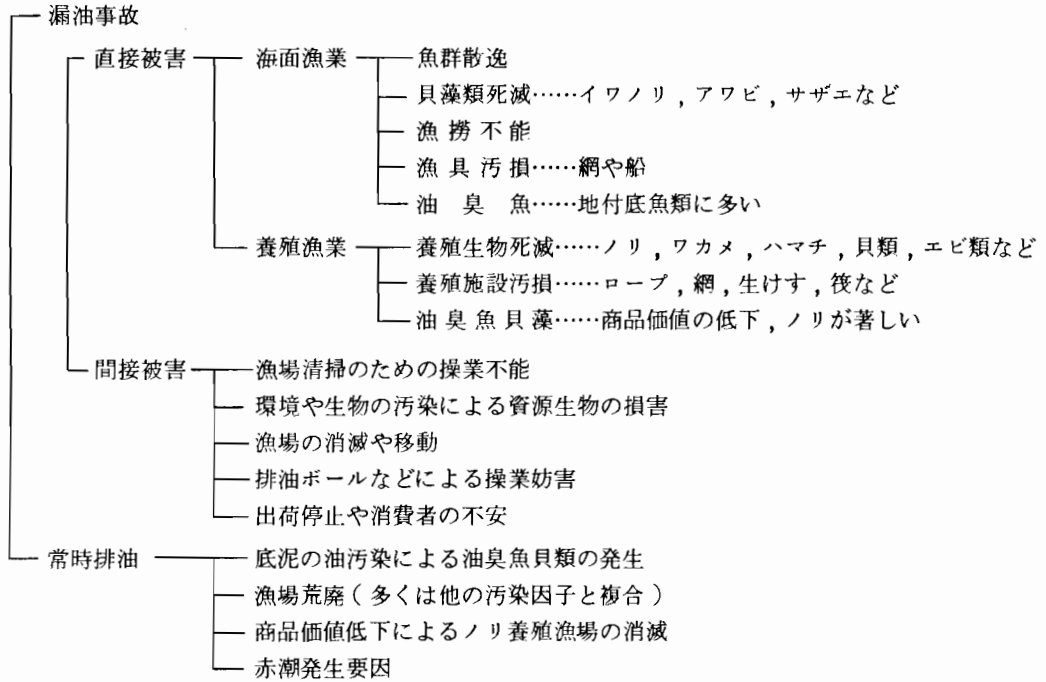 漏油事故
直接被害 海面漁業 魚群散逸
貝藻類死滅……イワノリ,アワビ,サザエなど
漁撈不能
漁具汚損……網や船
油臭魚……地付底魚類に多い
養殖漁業 養殖生物死滅……ノリ,ワカメ,ハマチ,貝類,エビ類など
養殖施設汚損……ロープ,網,生けす,筏など
油臭魚貝藻……商品価値の低下,ノリが著しい
間接被害 漁場清掃のための操業不能
環境や生物の汚染による資源生物の損害
漁場の消滅や移動
排油ボールなどによる操業妨害
出荷停止や消費者の不安
常時排油 底泥の油汚染による油臭魚貝類の発生
漁場荒廃(多くは他の汚染因子と複合)
商品価値低下によるノリ養殖漁場の消滅
赤潮発生要因